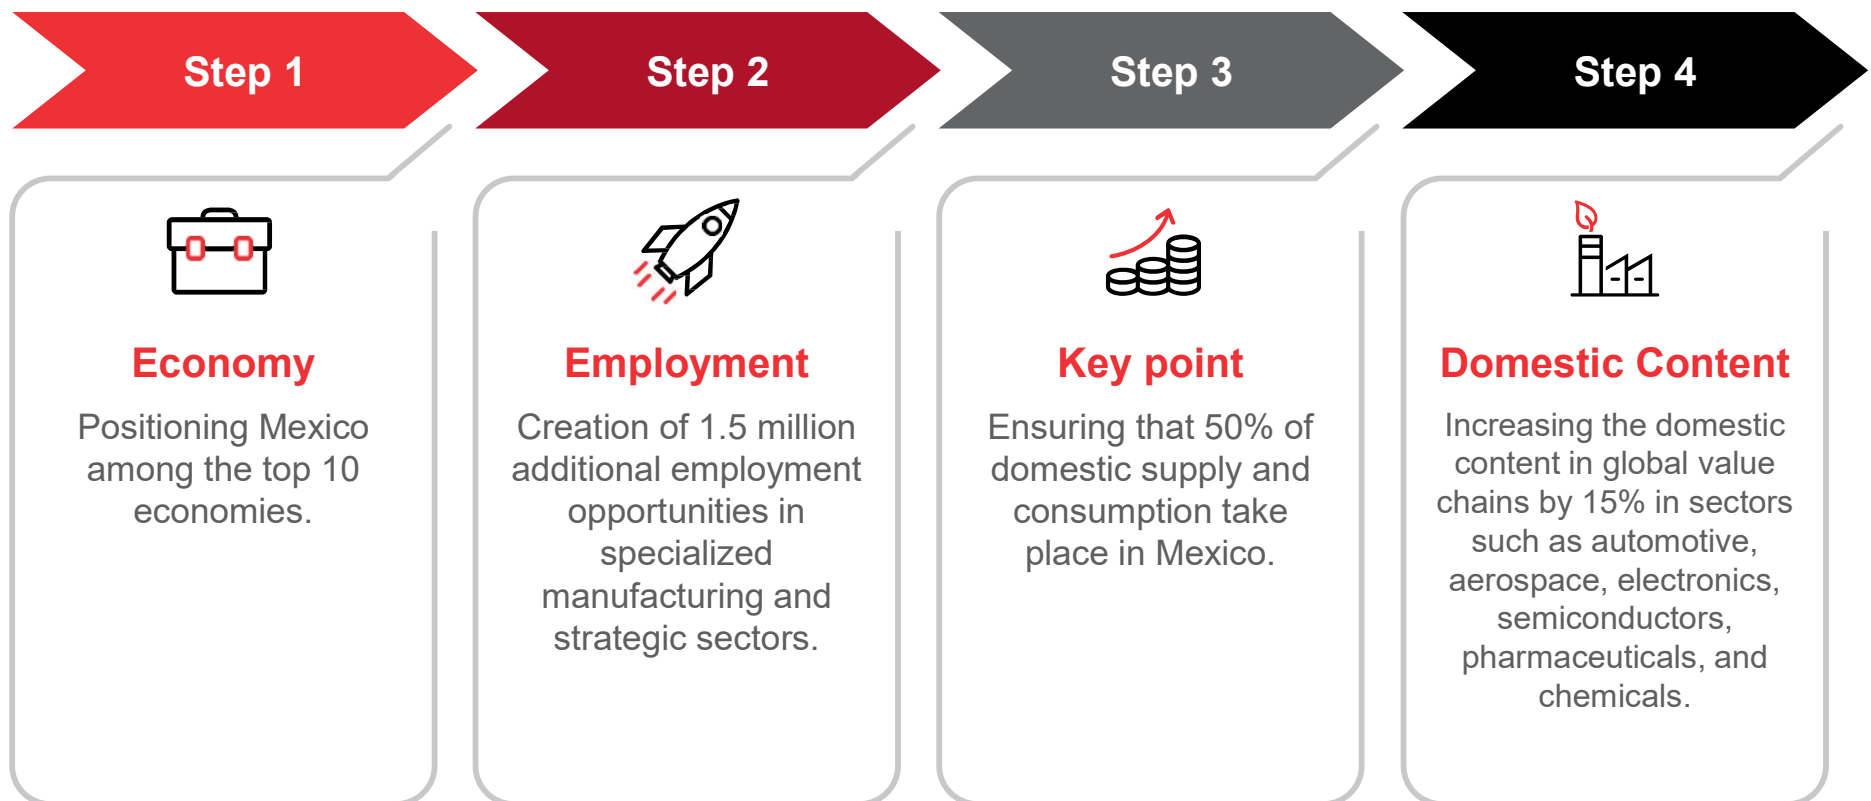 Step 1
Step 2
Step 3
Step 4
Economy
Positioning Mexico
among the top 10
economies.
Employment
Creation of 1.5 million
additional employment
opportunities in
specialized
manufacturing and
strategic sectors.
Key point
Ensuring that 50% of
domestic supply and
consumption take
place in Mexico.
Domestic Content
Increasing the domestic
content in global value
chains by 15% in sectors
such as automotive,
aerospace, electronics,
semiconductors,
pharmaceuticals, and
chemicals.